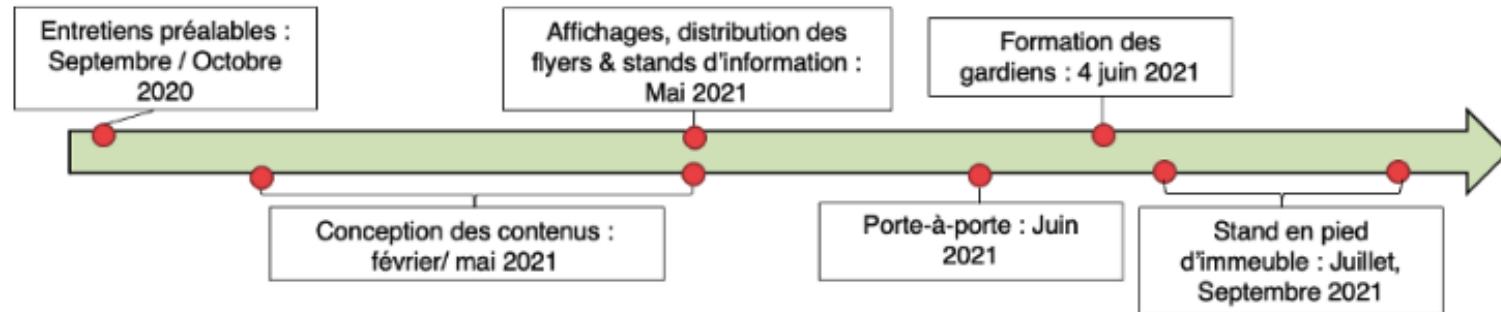 Entretiens préalables :
Septembre / Octobre
2020
Affichages, distribution des
flyers & stands d'information :
Mai 2021
Formation des
gardiens : 4 juin 2021
Conception des contenus :
février/ mai 2021
Porte-à-porte : Juin
2021
Stand en pied
d'immeuble : Juillet,
Septembre 2021